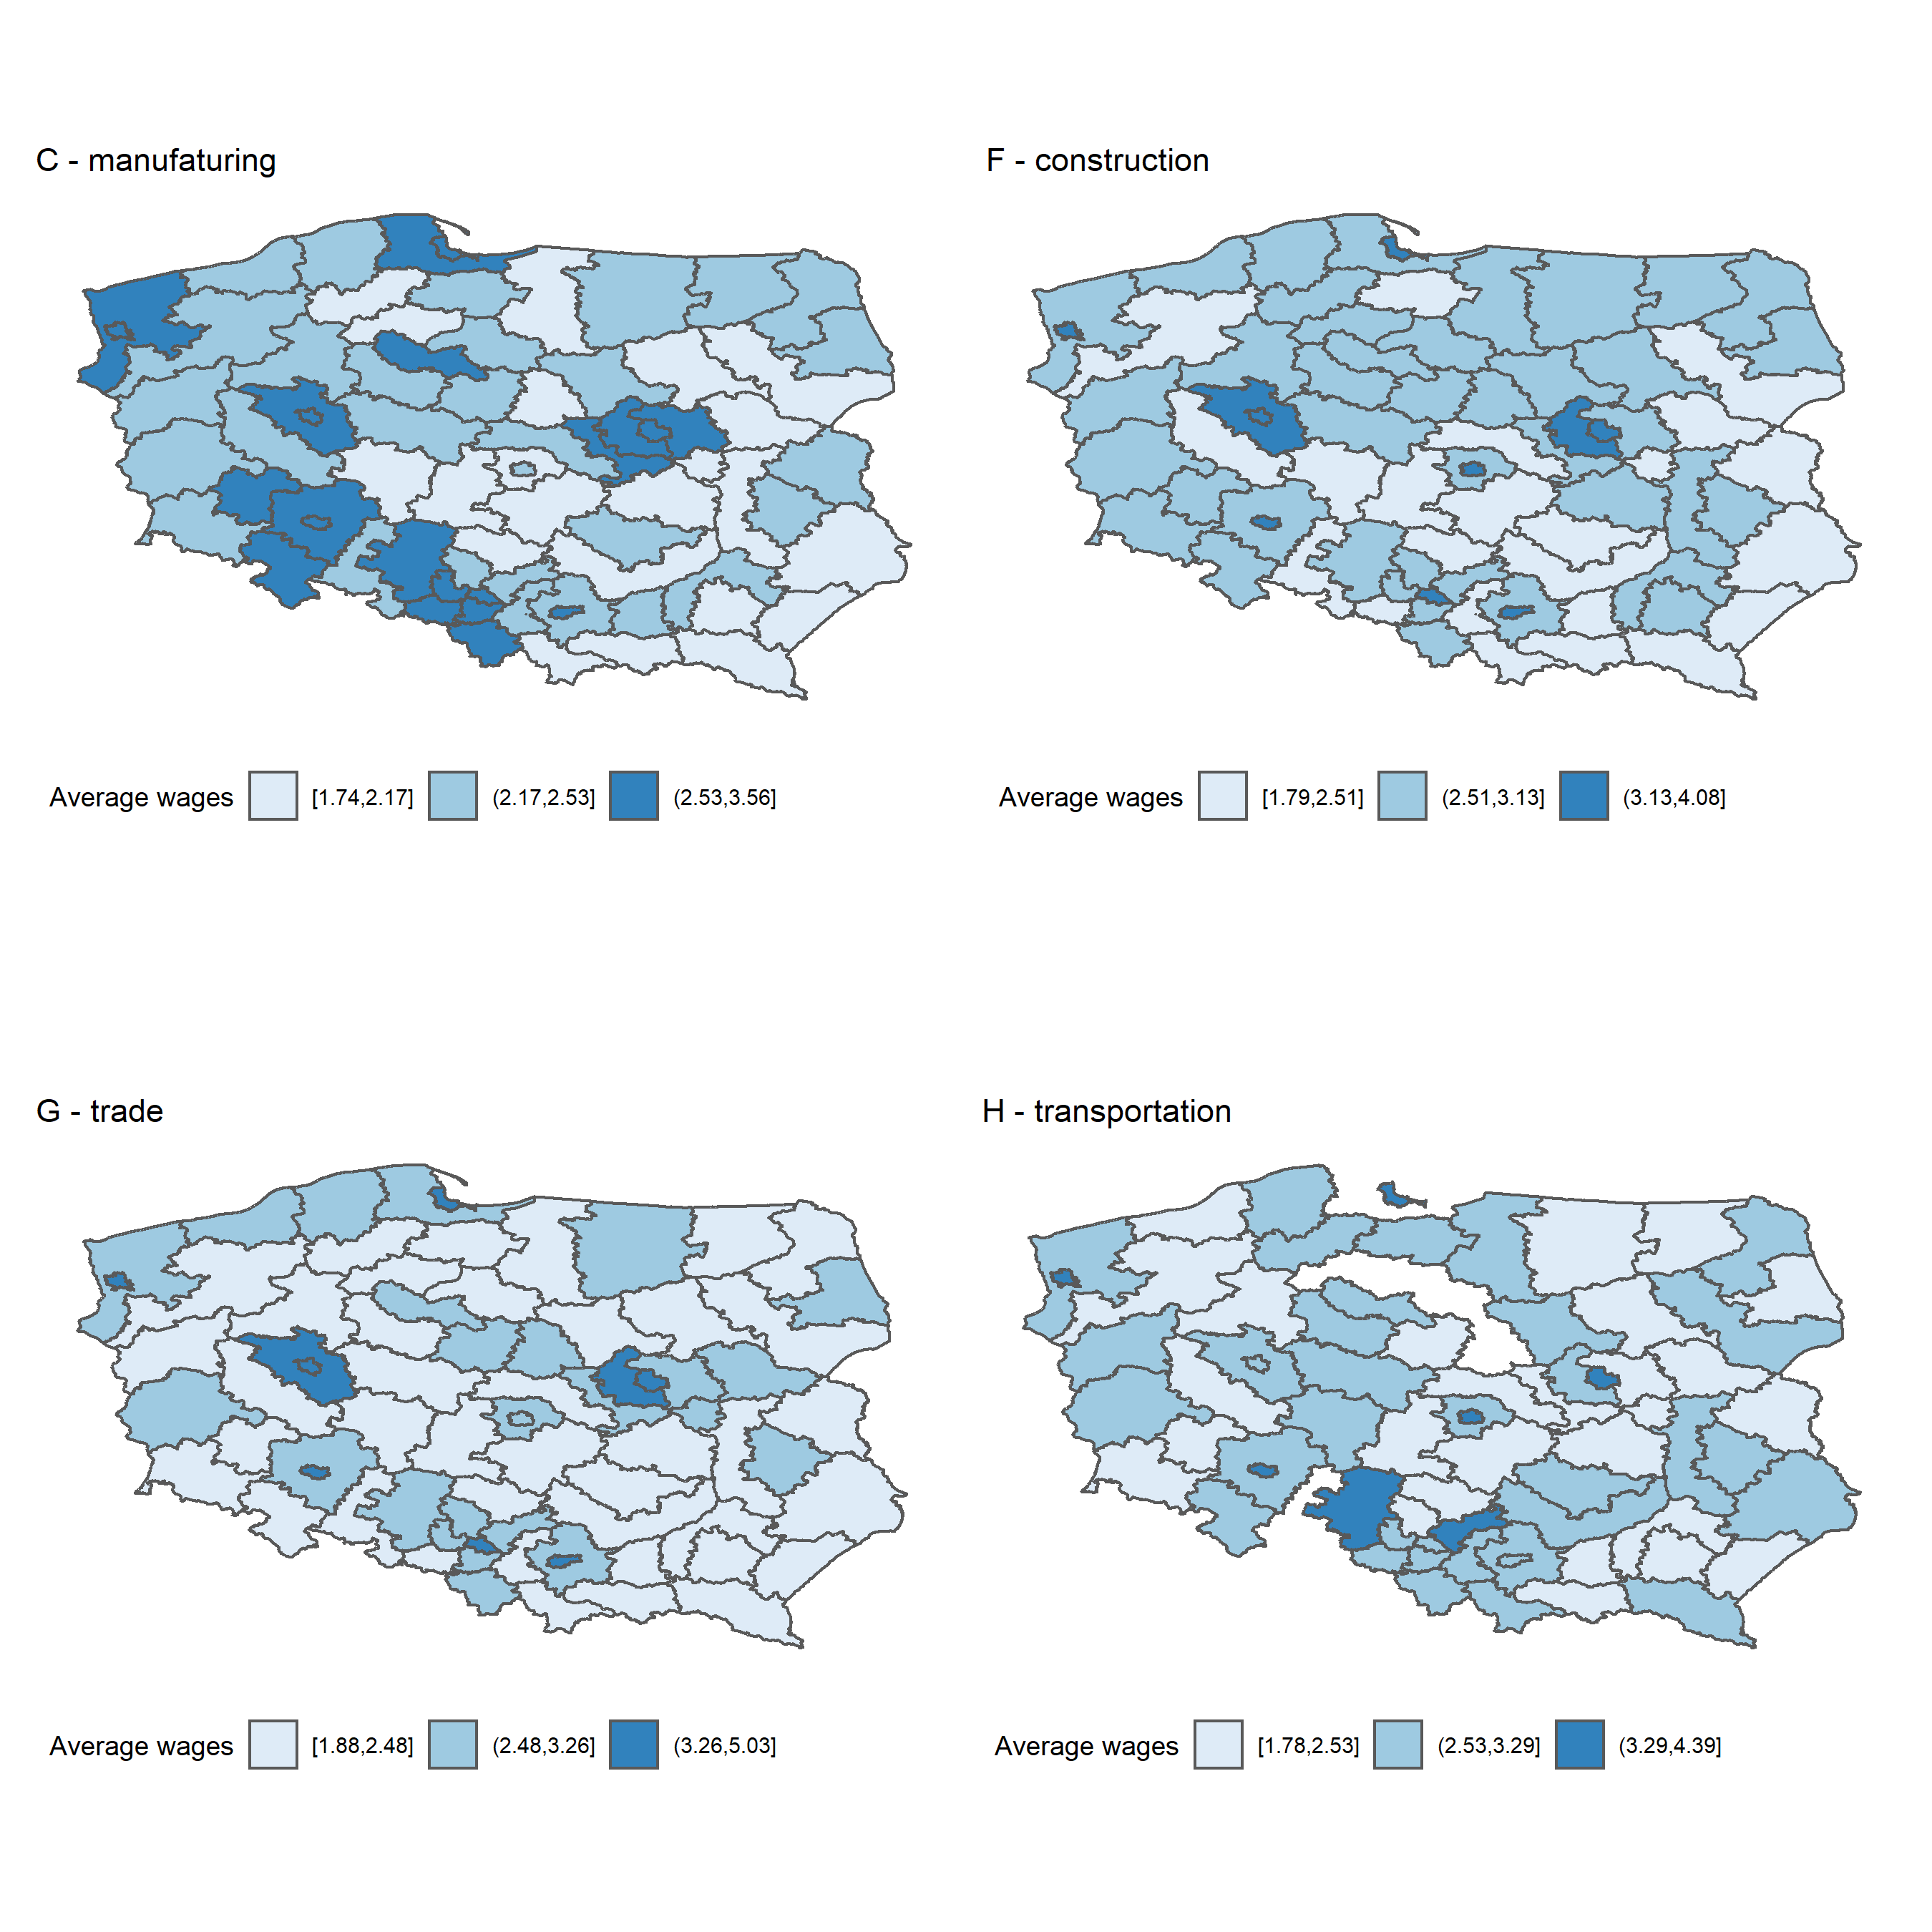 C - manufaturing
F - construction
Average wages [1.74,2.17] (2.17,2.53] (2.53,3.56]
Average wages [1.79,2.51] (2.51,3.13] (3.13,4.08]
G - trade
H - transportation
Average wages [1.88,2.48] (2.48,3.26] (3.26,5.03]
Average wages [1.78,2.53] (2.53,3.29] (3.29,4.39]